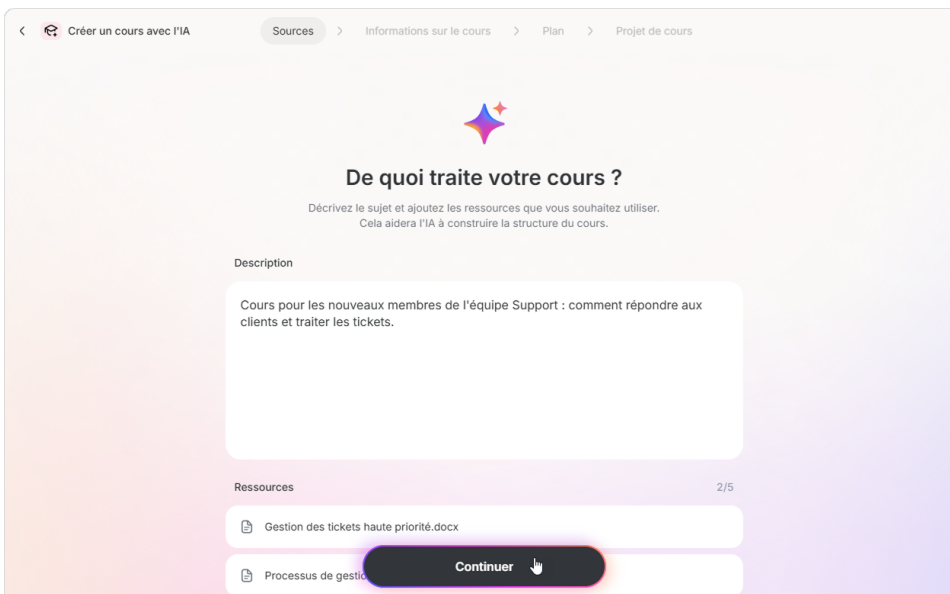 Créer un cours avec l'IA
Sources > Informations sur le cours > Plan > Projet de cours
De quoi traite votre cours ?
Décrivez le sujet et ajoutez les ressources que vous souhaitez utiliser.
Cela aidera l'IA à construire la structure du cours.
Description
Cours pour les nouveaux membres de l'équipe Support : comment répondre aux
clients et traiter les tickets.
Ressources 2/5
Gestion des tickets haute priorité.docx
Processus de
Continuer